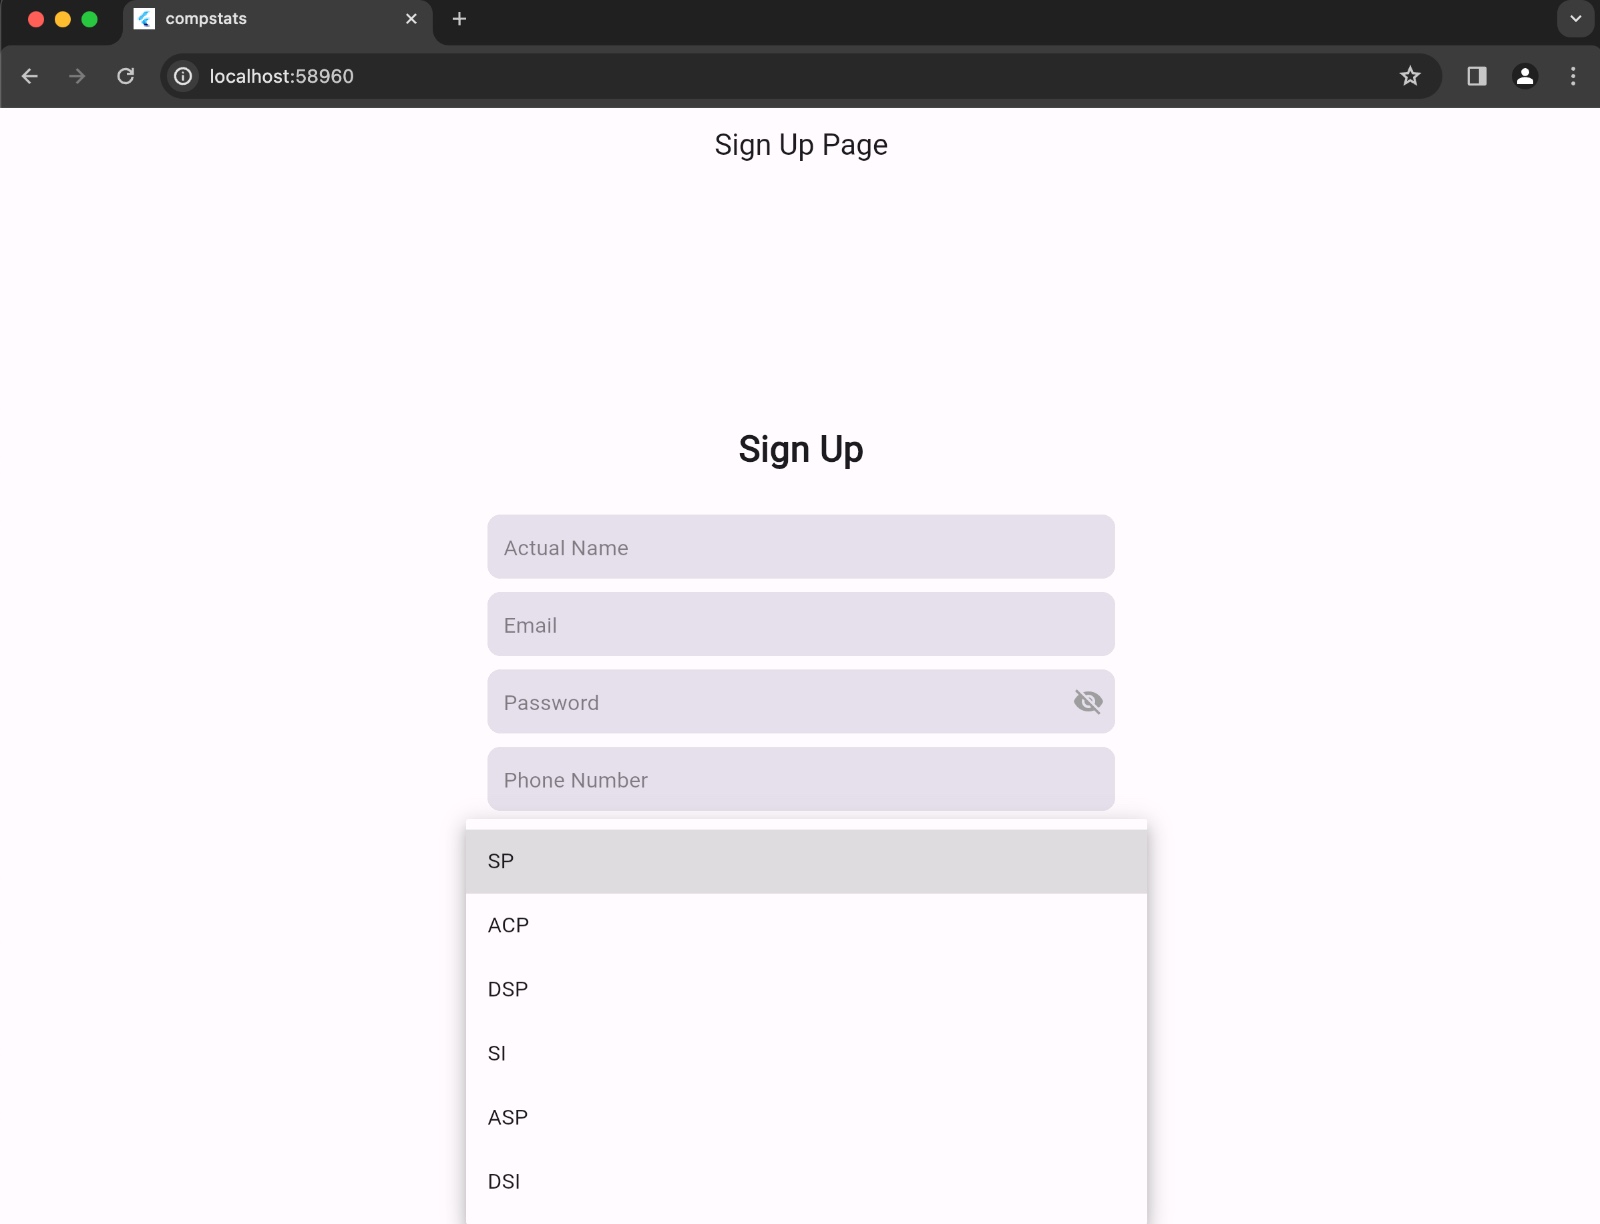 compstats
localhost:58960
Sign Up Page
Sign Up
Actual Name
Email
Password
Phone Number
SP
ACP
DSP
SI
ASP
DSI